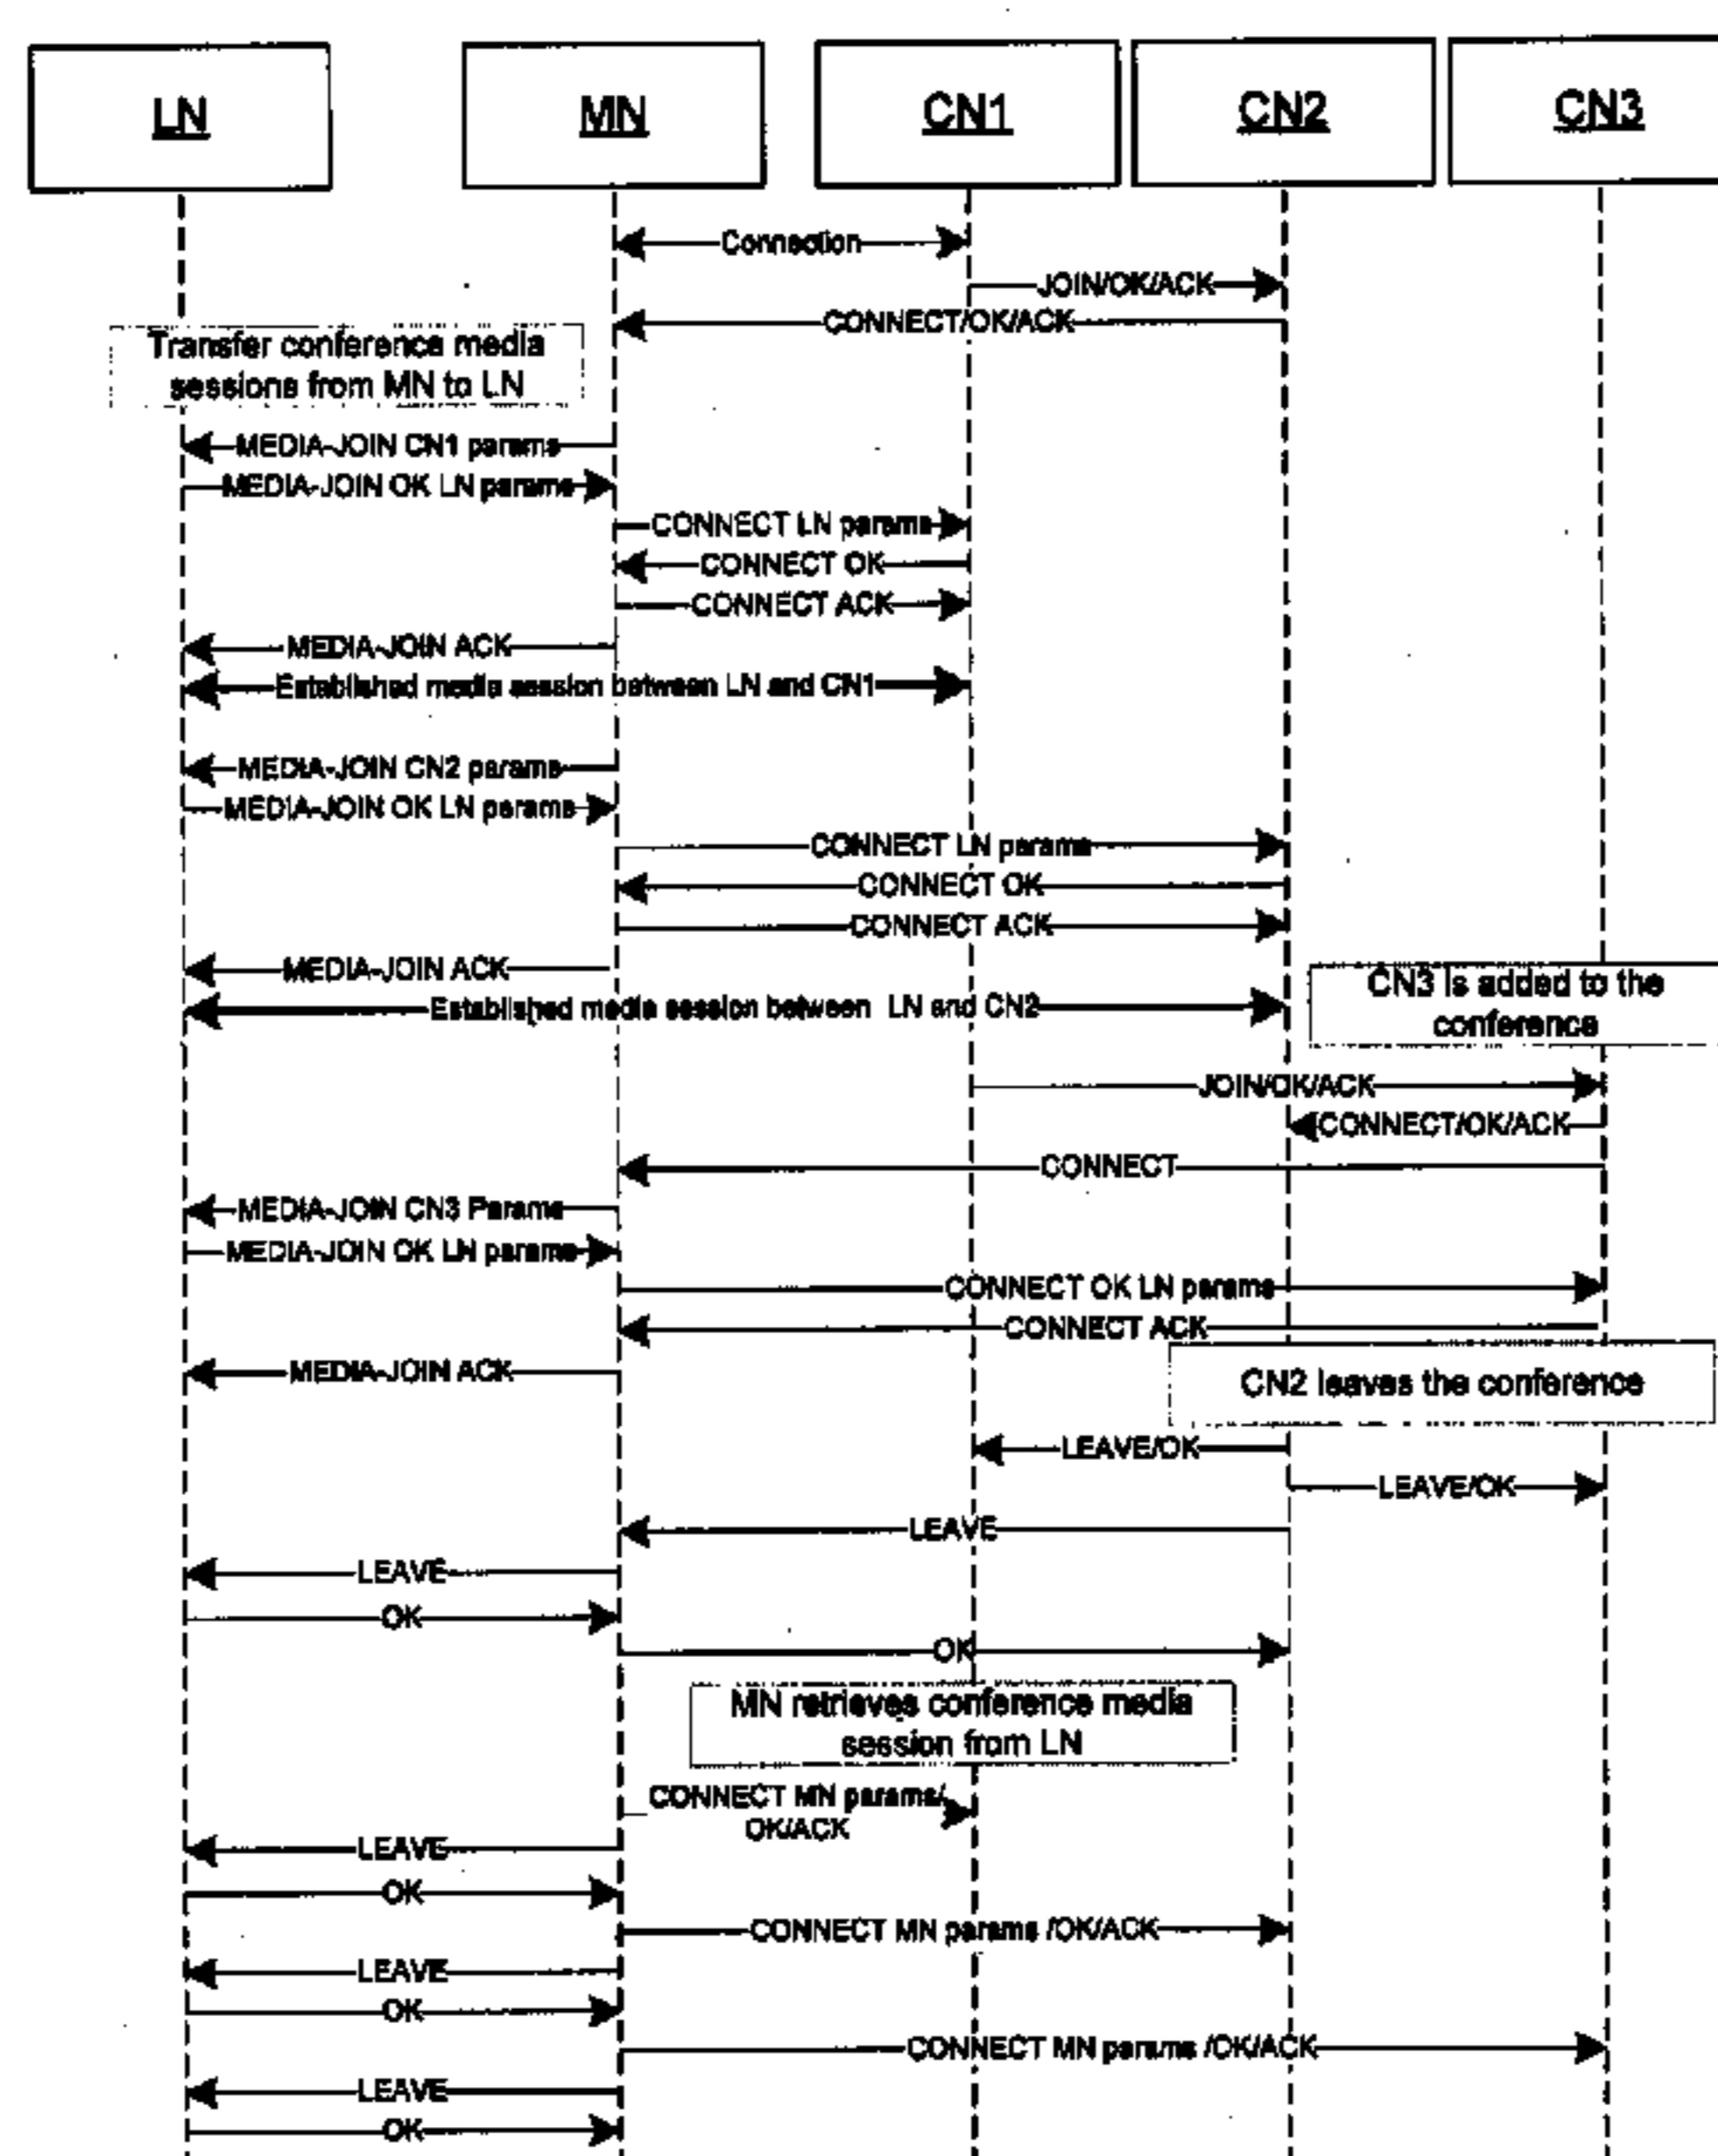 LN
MN
CN1
CN2
CN3
Connection
JOIN/OK/ACK
CONNECT/OK/ACK
Transfer conference media
sessions from MN to LN
MEDIA-JOIN CN1 params
MEDIA-JOIN OK LN params
CONNECT LN params
CONNECT OK
CONNECT ACK
MEDIA-JOIN ACK
Established media session between LN and CN1
MEDIA-JOIN CN2 params
MEDIA-JOIN OK LN params
CONNECT LN params
CONNECT OK
CONNECT ACK
MEDIA-JOIN ACK
Established media session between LN and CN2
CN3 is added to the
conference
JOIN/OK/ACK
CONNECT/OK/ACK
CONNECT
MEDIA-JOIN CN3 Params
MEDIA-JOIN OK LN params
CONNECT OK LN params
CONNECT ACK
MEDIA-JOIN ACK
CN2 leaves the conference
LEAVE/OK
LEAVE/OK
LEAVE
LEAVE
OK
OK
MN retrieves conference media
session from LN
CONNECT MN params/
OK/ACK
LEAVE
OK
CONNECT MN params /OK/ACK
LEAVE
OK
CONNECT MN params /OK/ACK
LEAVE
OK